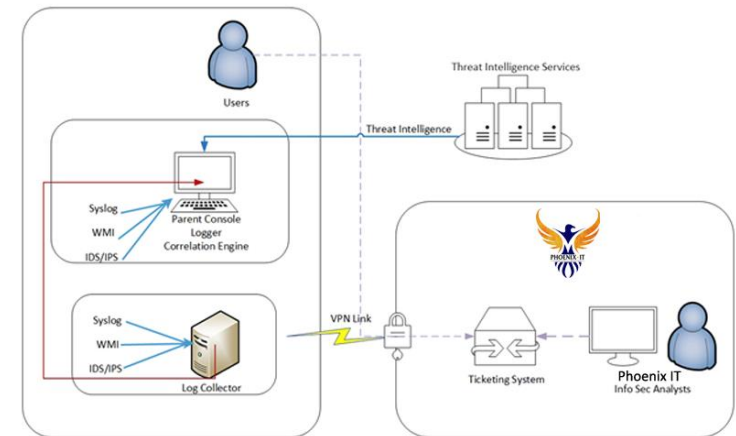 Users
Threat Intelligence Services
Threat Intelligence
Syslog
WMI
IDS/IPS
Parent Console
Logger
Correlation Engine
PHOENIX-IT
Syslog
WMI
IDS/IPS
Log Collector
VPN Link
Ticketing System
Phoenix IT
Info Sec Analysts